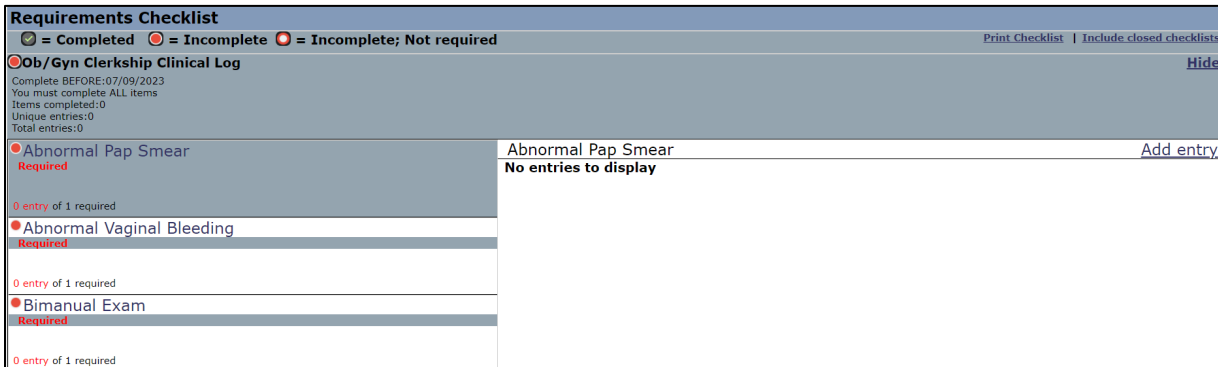 Requirements Checklist
= Completed = Incomplete = Incomplete; Not required
Print Checklist | Include closed checklists
Ob/Gyn Clerkship Clinical Log
Hide
Complete BEFORE:07/09/2023
You must complete ALL items
Items completed:0
Unique entries:0
Total entries:0
Abnormal Pap Smear
Required
0 entry of 1 required
Abnormal Vaginal Bleeding
Required
0 entry of 1 required
Bimanual Exam
Required
0 entry of 1 required
Abnormal Pap Smear
Add entry
No entries to display